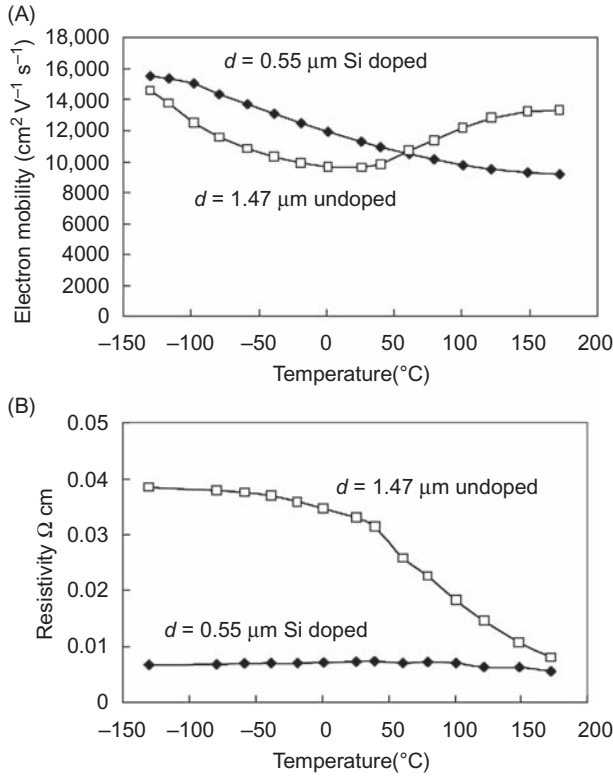 (A)
18,000
16,000
14,000
12,000
10,000
8000
6000
4000
2000
0
Electron mobility (cm² V⁻¹ s⁻¹)
d = 0.55 μm Si doped
d = 1.47 μm undoped
–150 –100 –50 0 50 100 150 200
Temperature(°C)
(B)
0.05
0.04
0.03
0.02
0.01
0
Resistivity Ω cm
d = 1.47 μm undoped
d = 0.55 μm Si doped
–150 –100 –50 0 50 100 150 200
Temperature(°C)